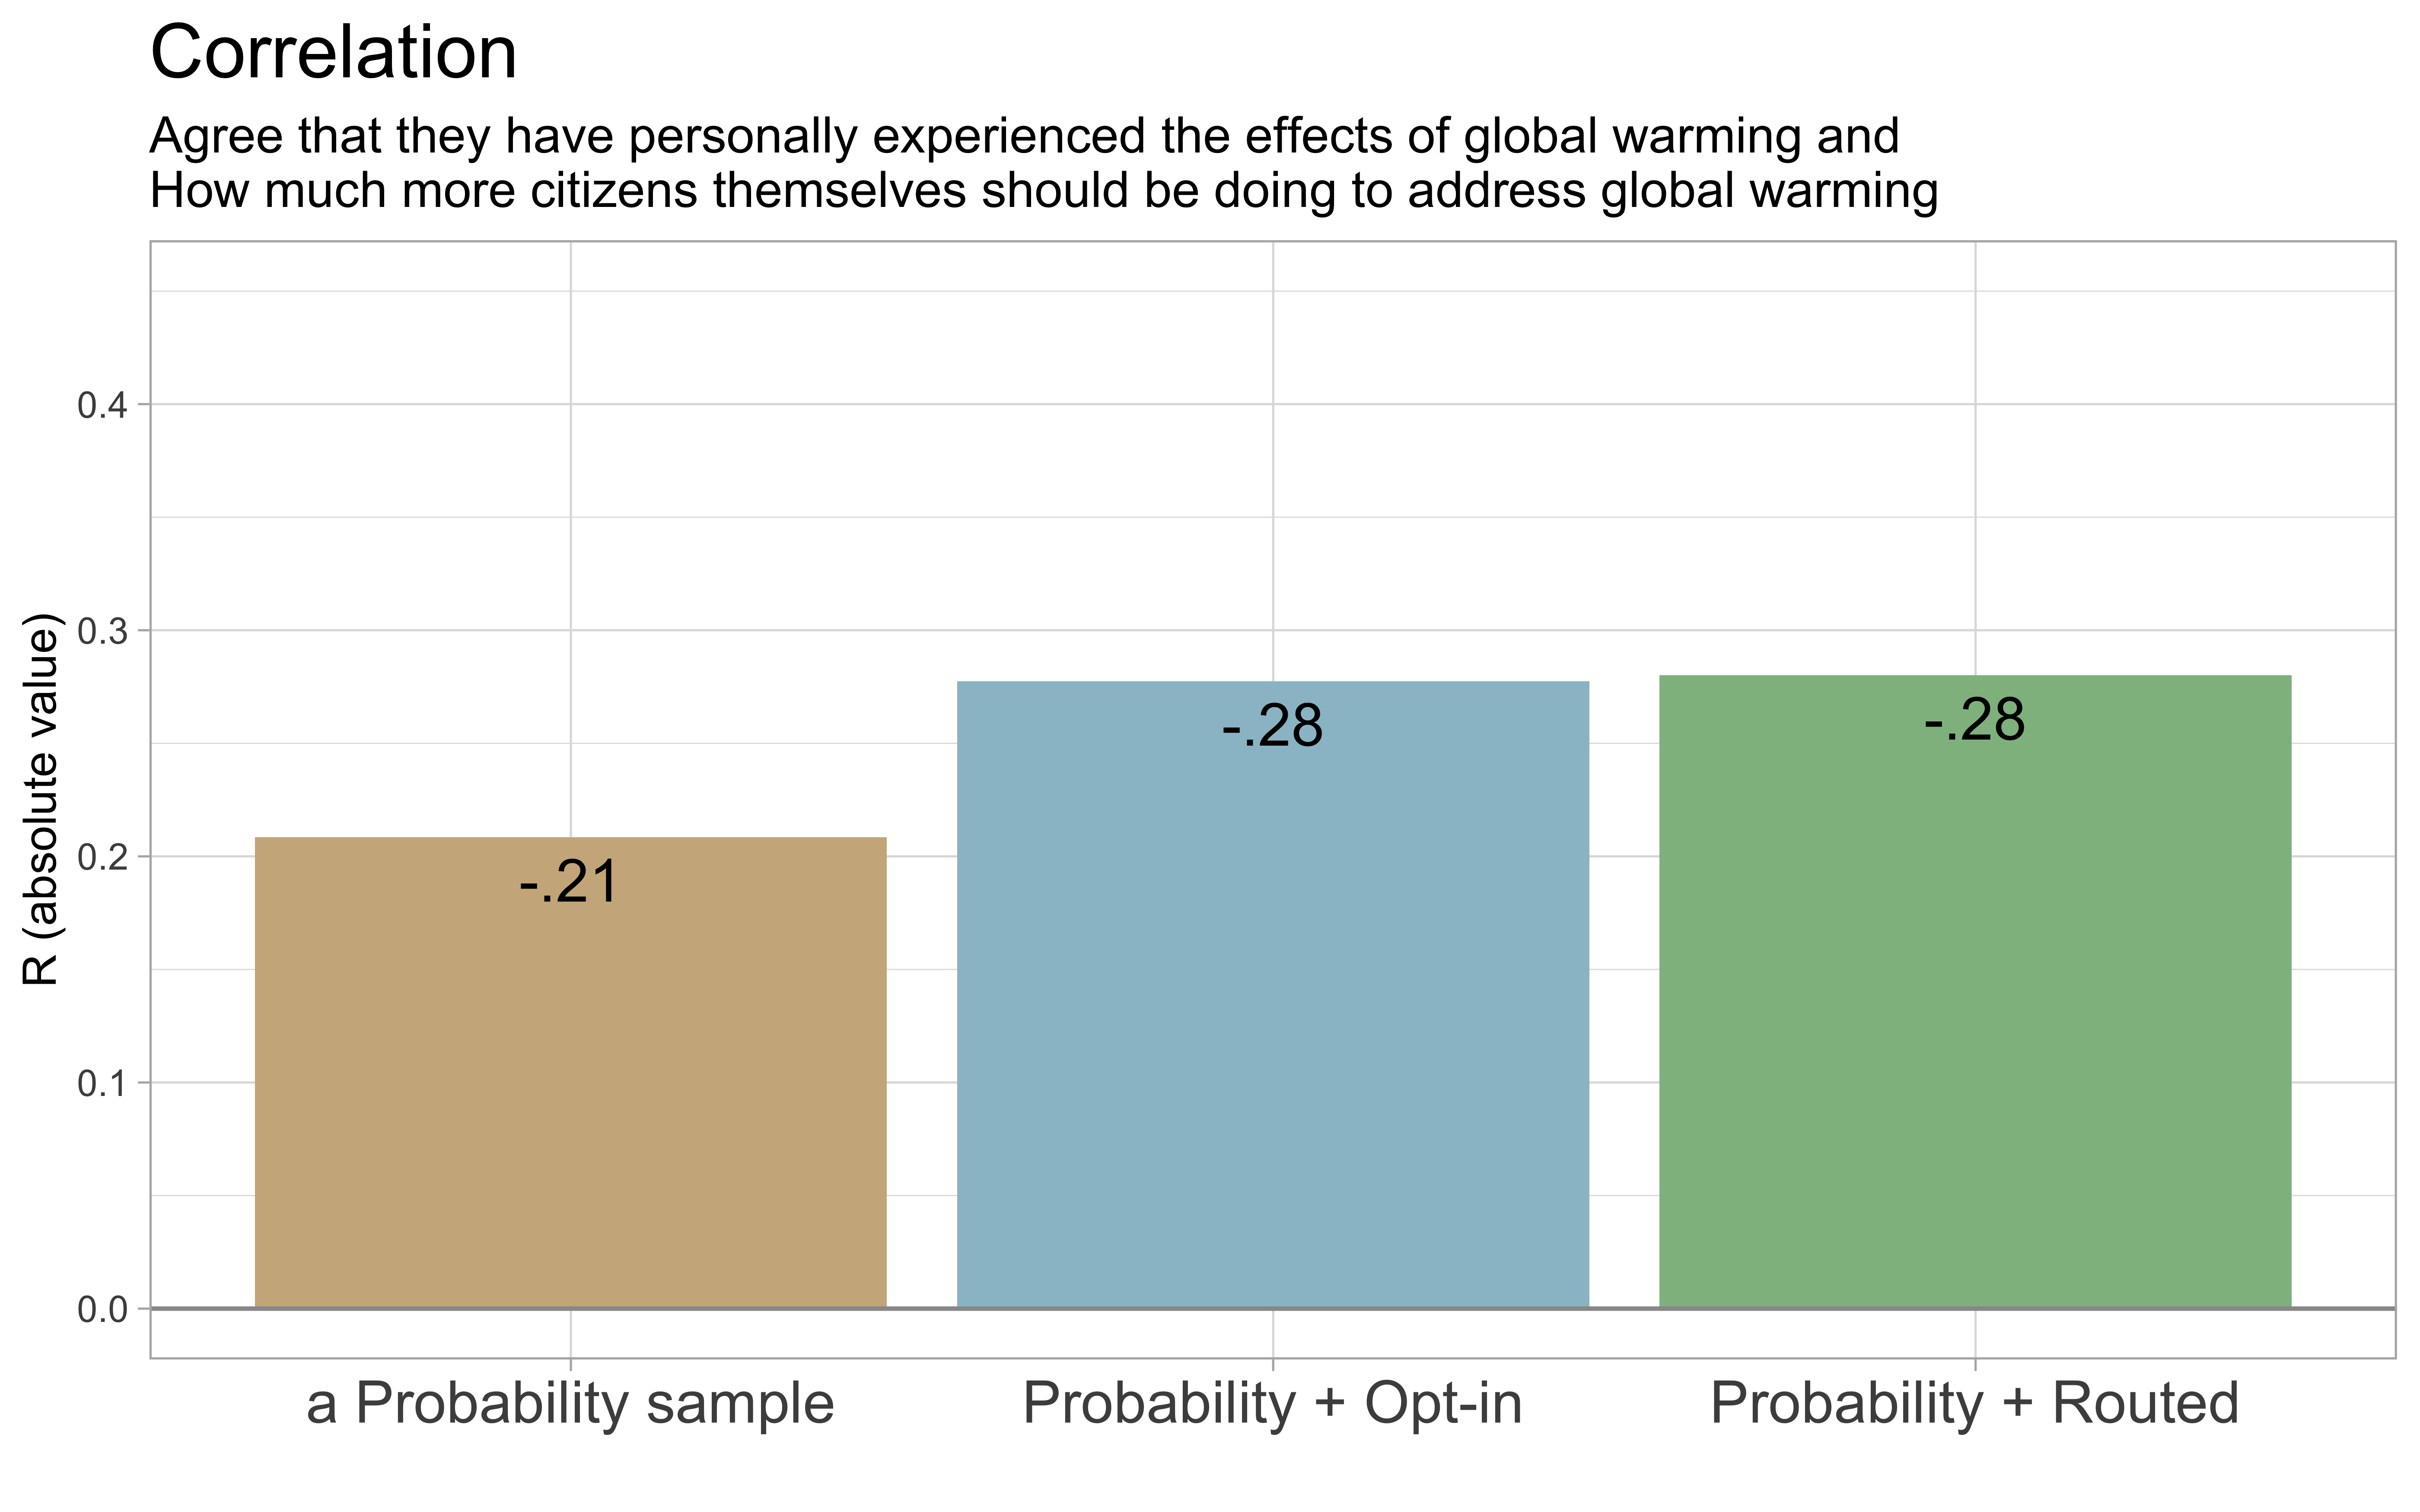 Correlation
Agree that they have personally experienced the effects of global warming and
How much more citizens themselves should be doing to address global warming
R (absolute value)
0.4
0.3
0.2
0.1
0.0
-.21
-.28
-.28
a Probability sample
Probability + Opt-in
Probability + Routed